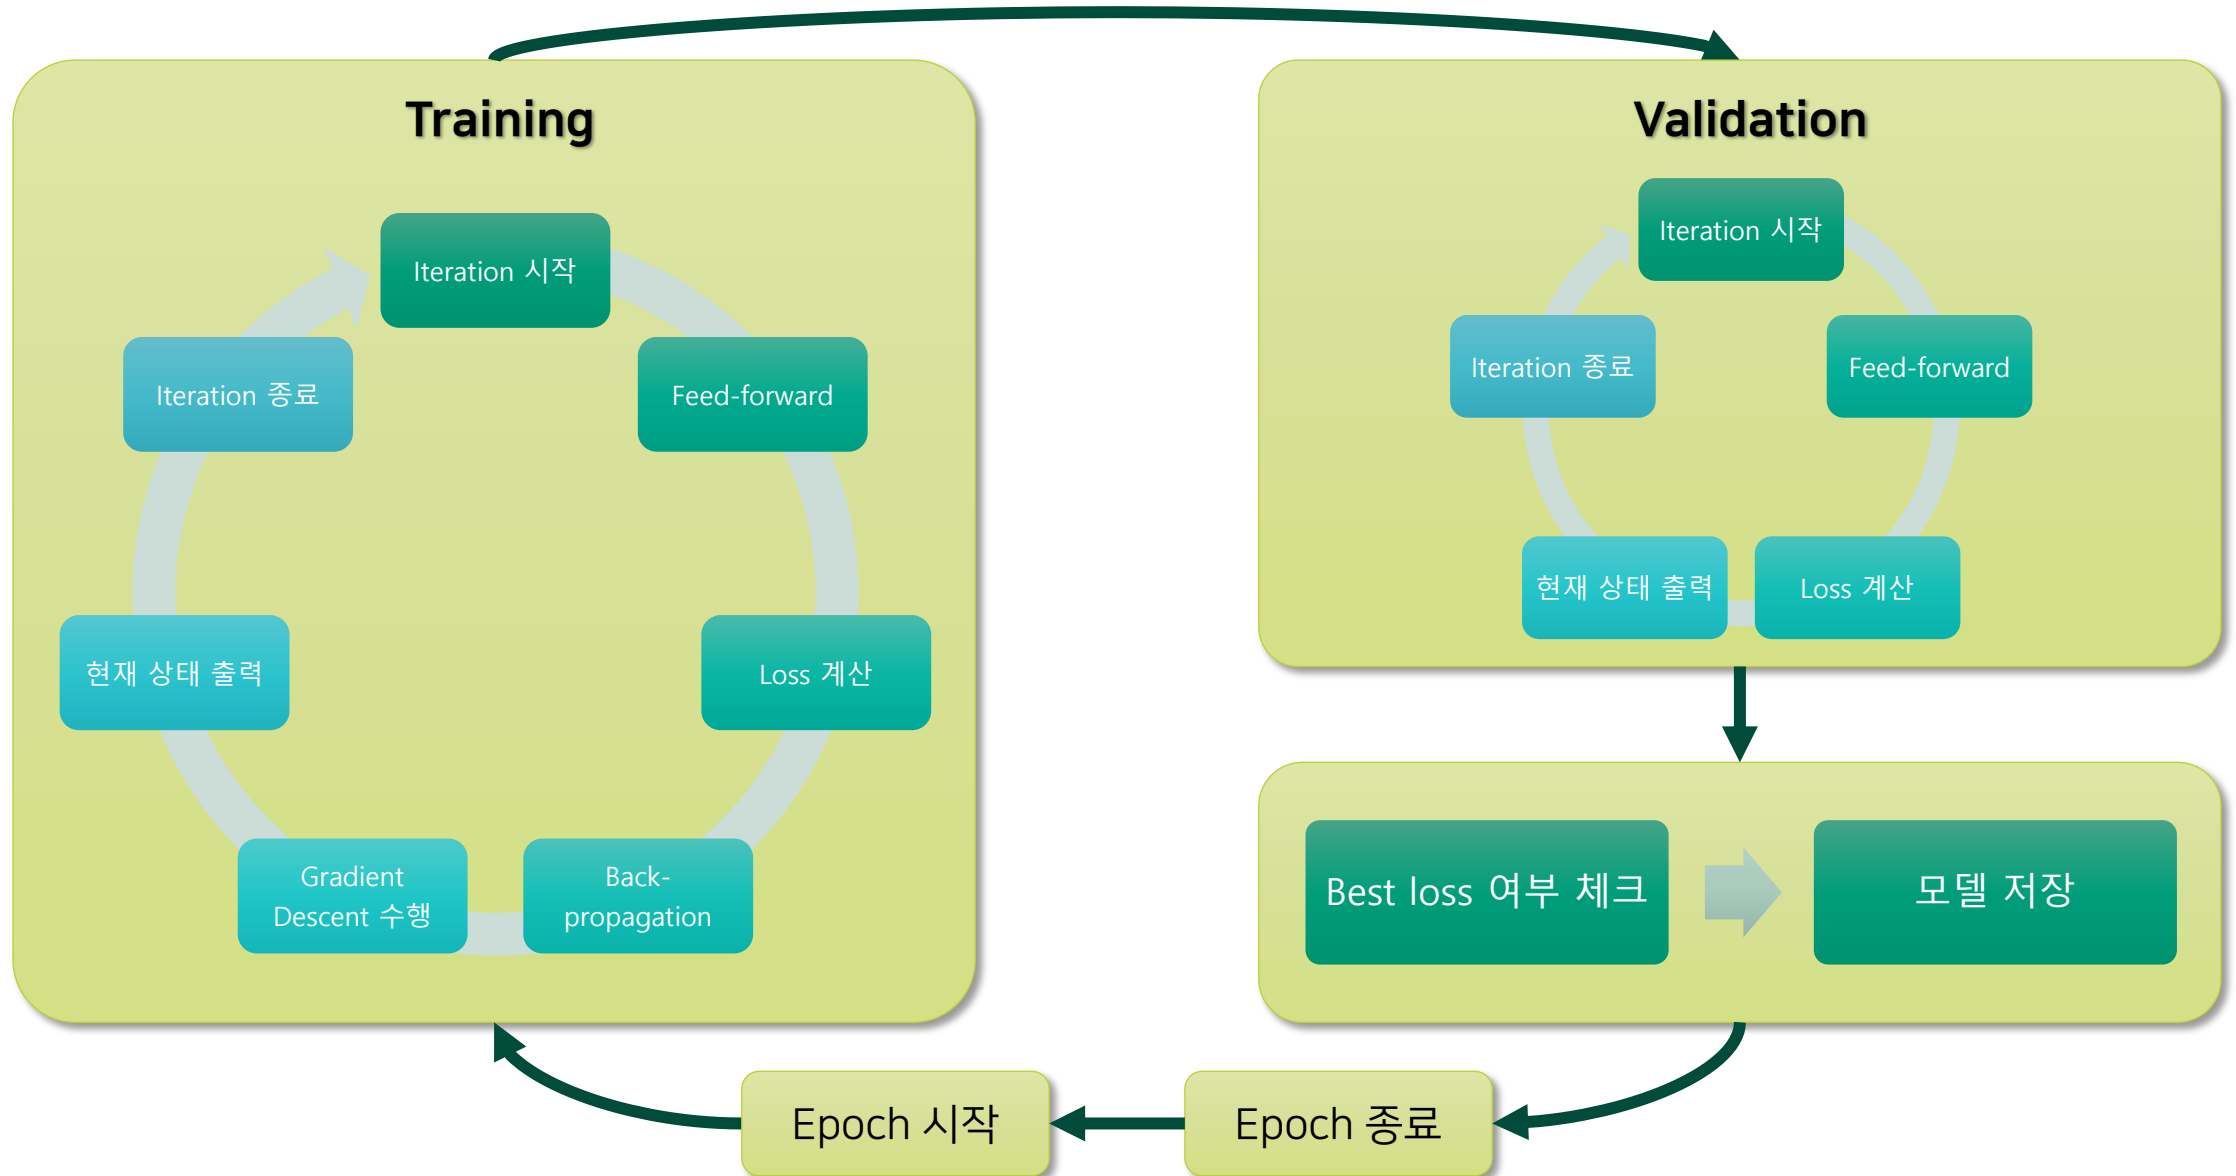 Training
Iteration 시작
Feed-forward
Loss 계산
Back-
propagation
Gradient
Descent 수행
현재 상태 출력
Iteration 종료
Validation
Iteration 시작
Feed-forward
Loss 계산
현재 상태 출력
Iteration 종료
Best loss 여부 체크
모델 저장
Epoch 종료
Epoch 시작